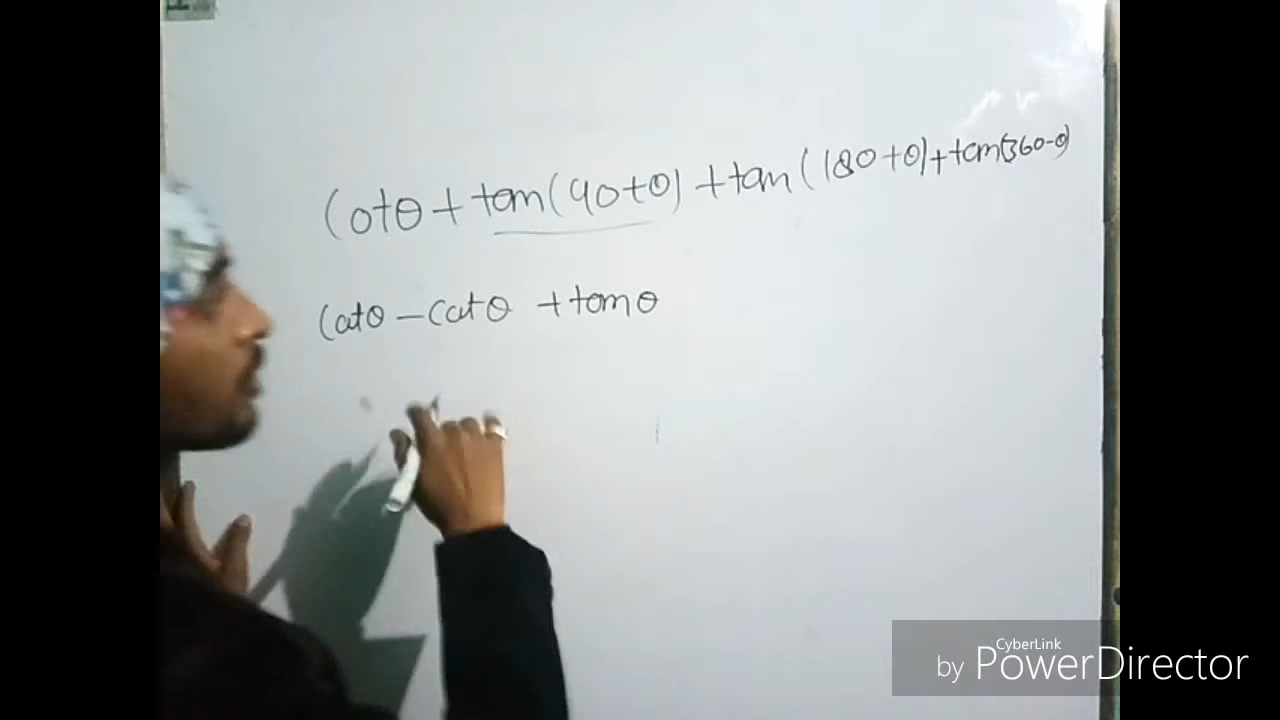 Cotθ + tan(90+θ) + tan(180+θ)+tan(360-θ)
Cotθ - Cotθ + tanθ
CyberLink
by PowerDirector